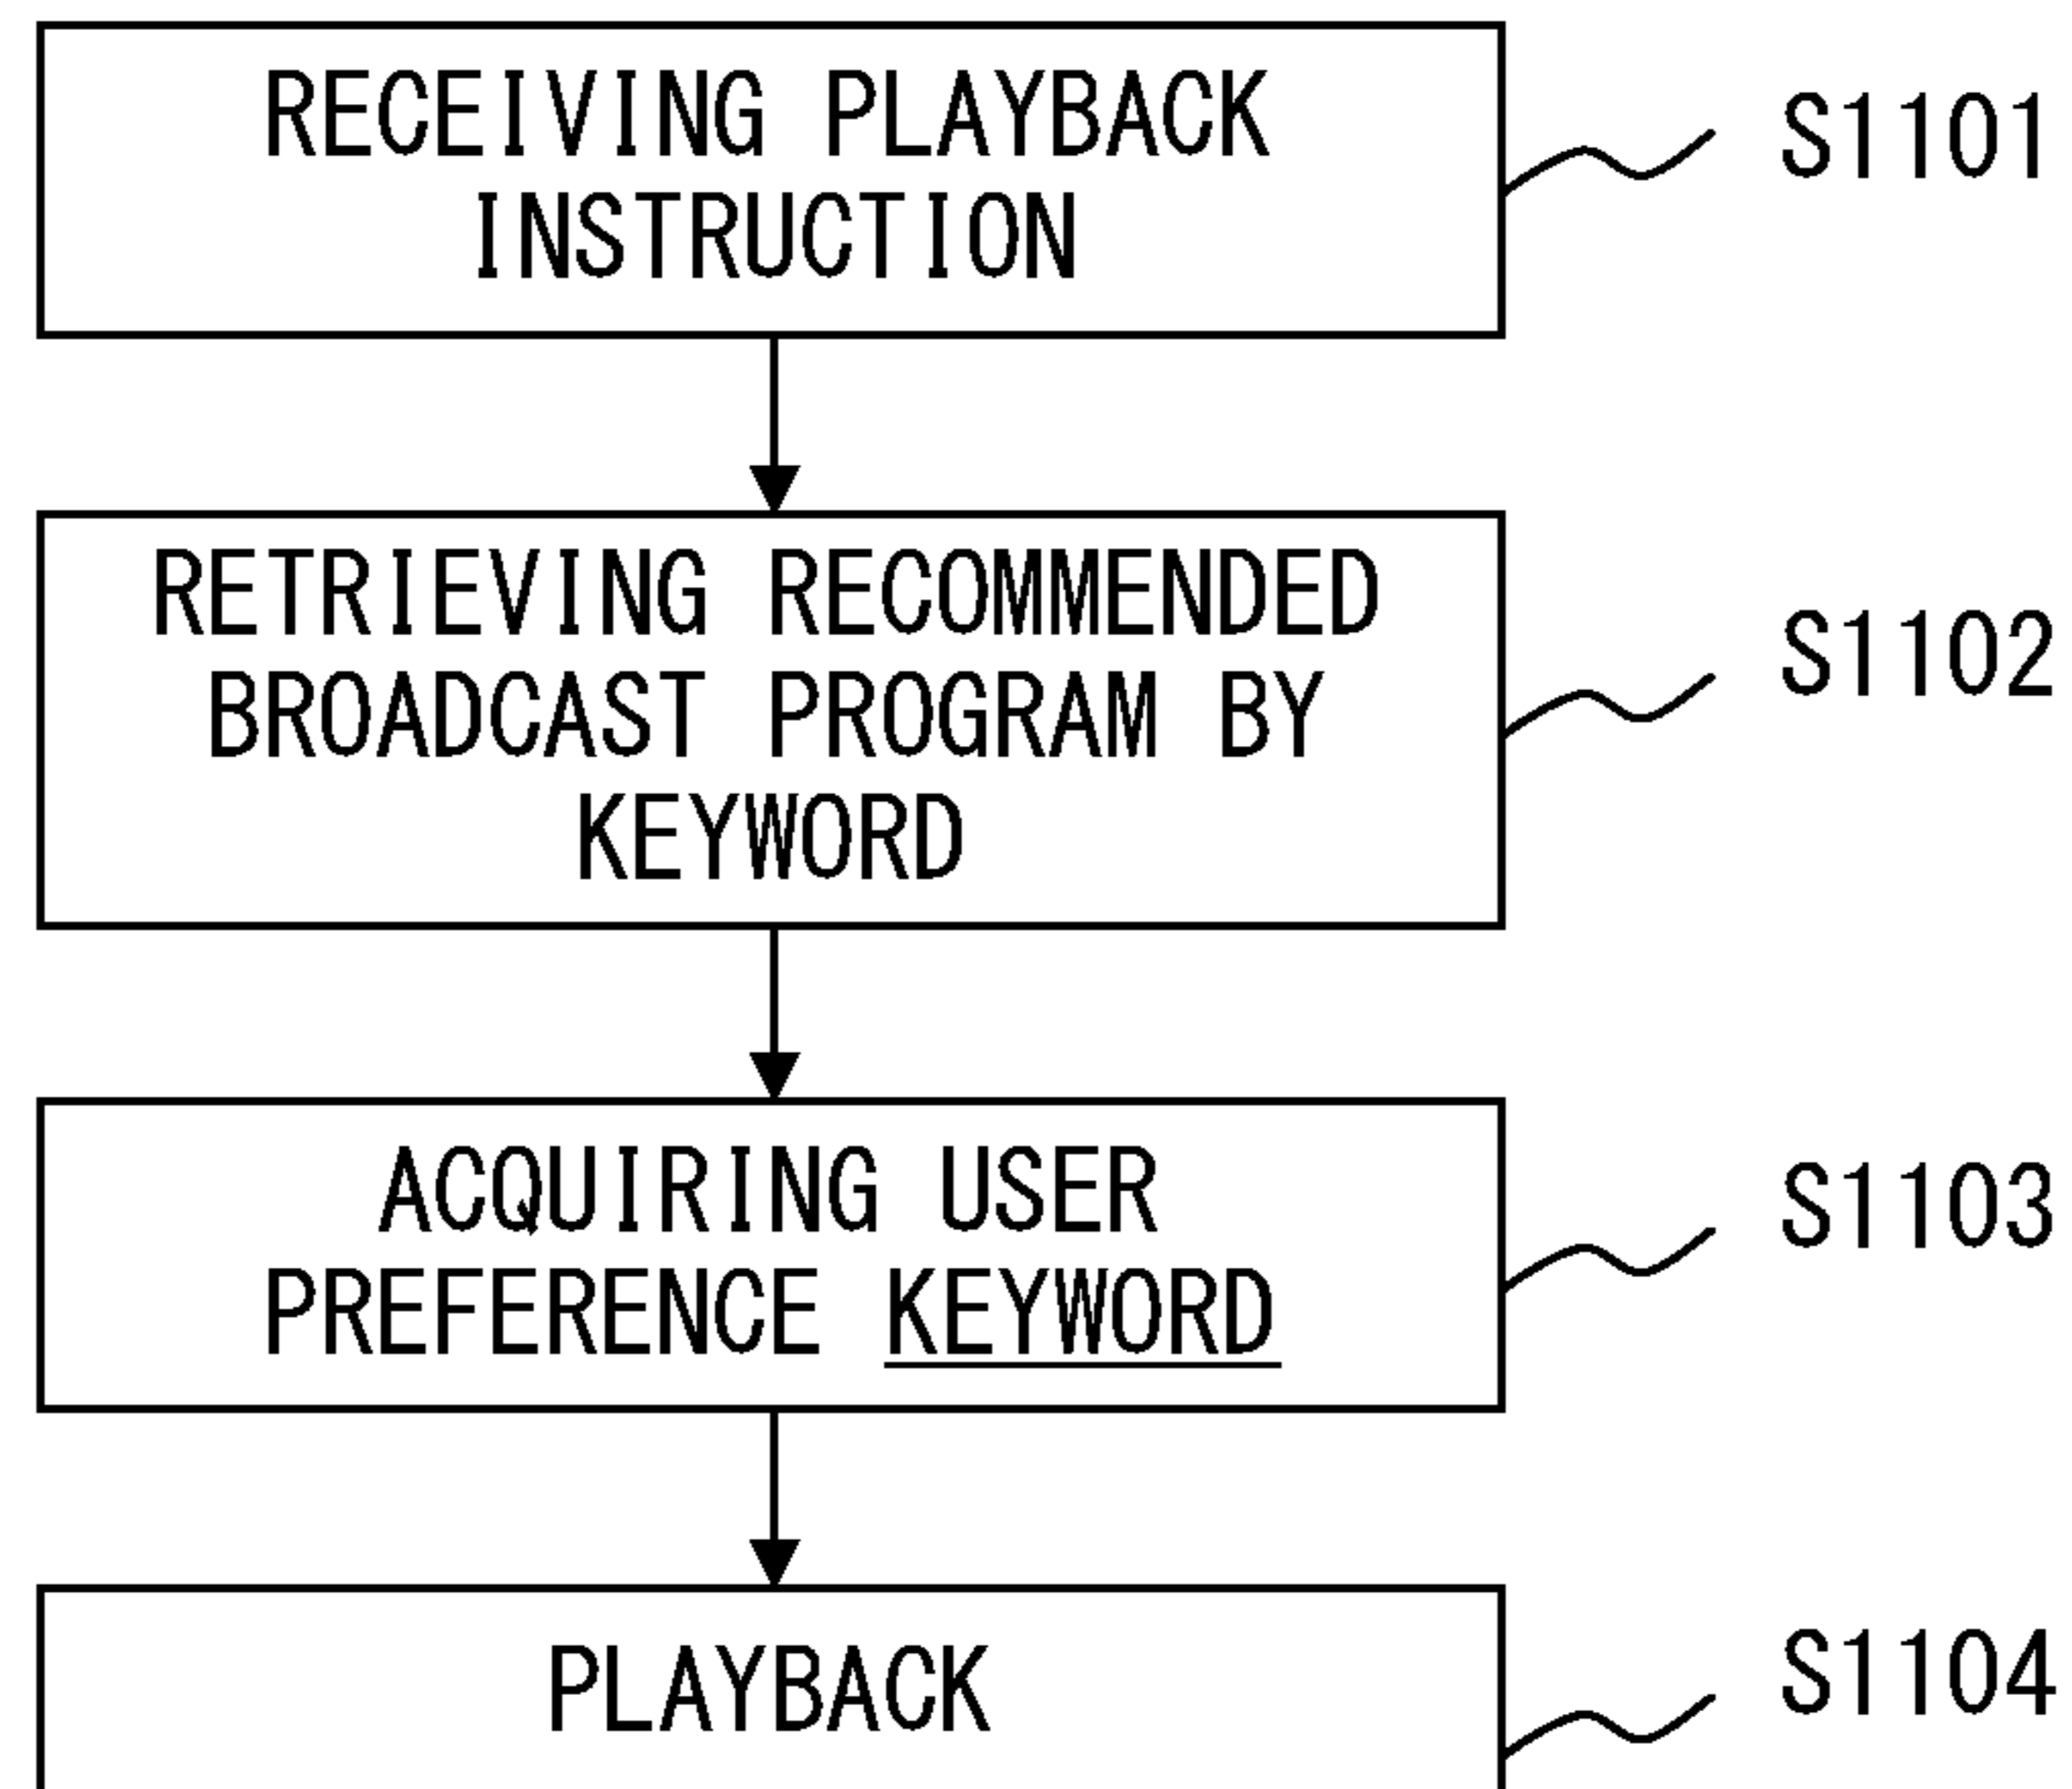 RECEIVING PLAYBACK
INSTRUCTION
S1101
RETRIEVING RECOMMENDED
BROADCAST PROGRAM BY
KEYWORD
S1102
ACQUIRING USER
PREFERENCE KEYWORD
S1103
PLAYBACK
S1104